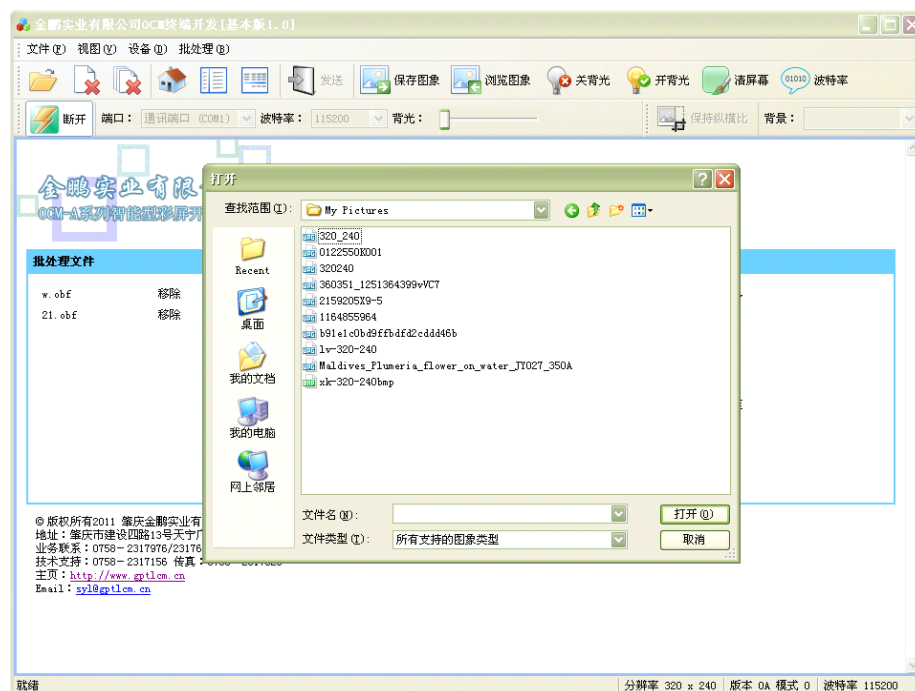 金鹏实业有限公司OCM终端开发[基本版1.0]
文件(F) 视图(V) 设备(D) 批处理(B)
发送 保存图象 浏览图象 关背光 开背光 清屏幕 01010 波特率
断开 端口： 通讯端口 (COM1) 波特率： 115200 背光： 保持纵横比 背景：
金鹏实业有限
OCM-A系列智能型彩屏开
打开
查找范围(I)： My Pictures
Recent
桌面
我的文档
我的电脑
网上邻居
320_240
0122550K001
320240
360351_1251364399vVC7
2159205X9-5
1164855964
b91e1c0bd9ffbdfd2cddd46b
lv-320-240
Maldives_Plumeria_flower_on_water_JY027_350A
xk-320-240bmp
文件名(N)： 打开(O)
文件类型(T)： 所有支持的图象类型 取消
批处理文件
w.obf 移除
21.obf 移除
© 版权所有2011 肇庆金鹏实业有
地址：肇庆市建设四路13号天宁广
业务联系：0758－2317976/23176
技术支持：0758－2317156 传真：
主页：http://www.gptlcm.cn
Email：syl@gptlcm.cn
就绪 分辨率 320 x 240 版本 0A 模式 0 波特率 115200